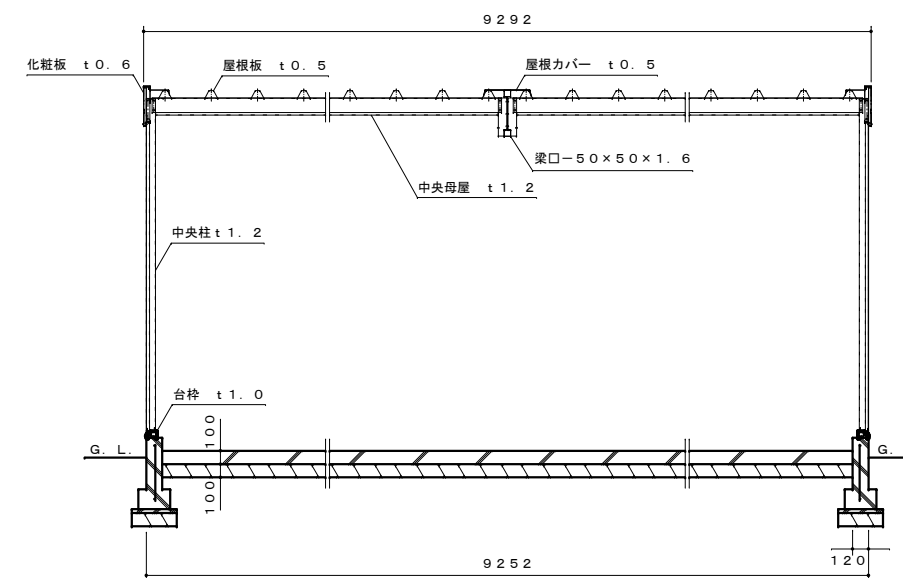 ９２９２
化粧板　ｔ０．６
屋根板　ｔ０．５
屋根カバー　ｔ０．５
梁口－５０×５０×１．６
中央母屋　ｔ１．２
中央柱ｔ１．２
台枠　ｔ１．０
１００
Ｇ．Ｌ．
Ｇ．
１００
１２０
９２５２